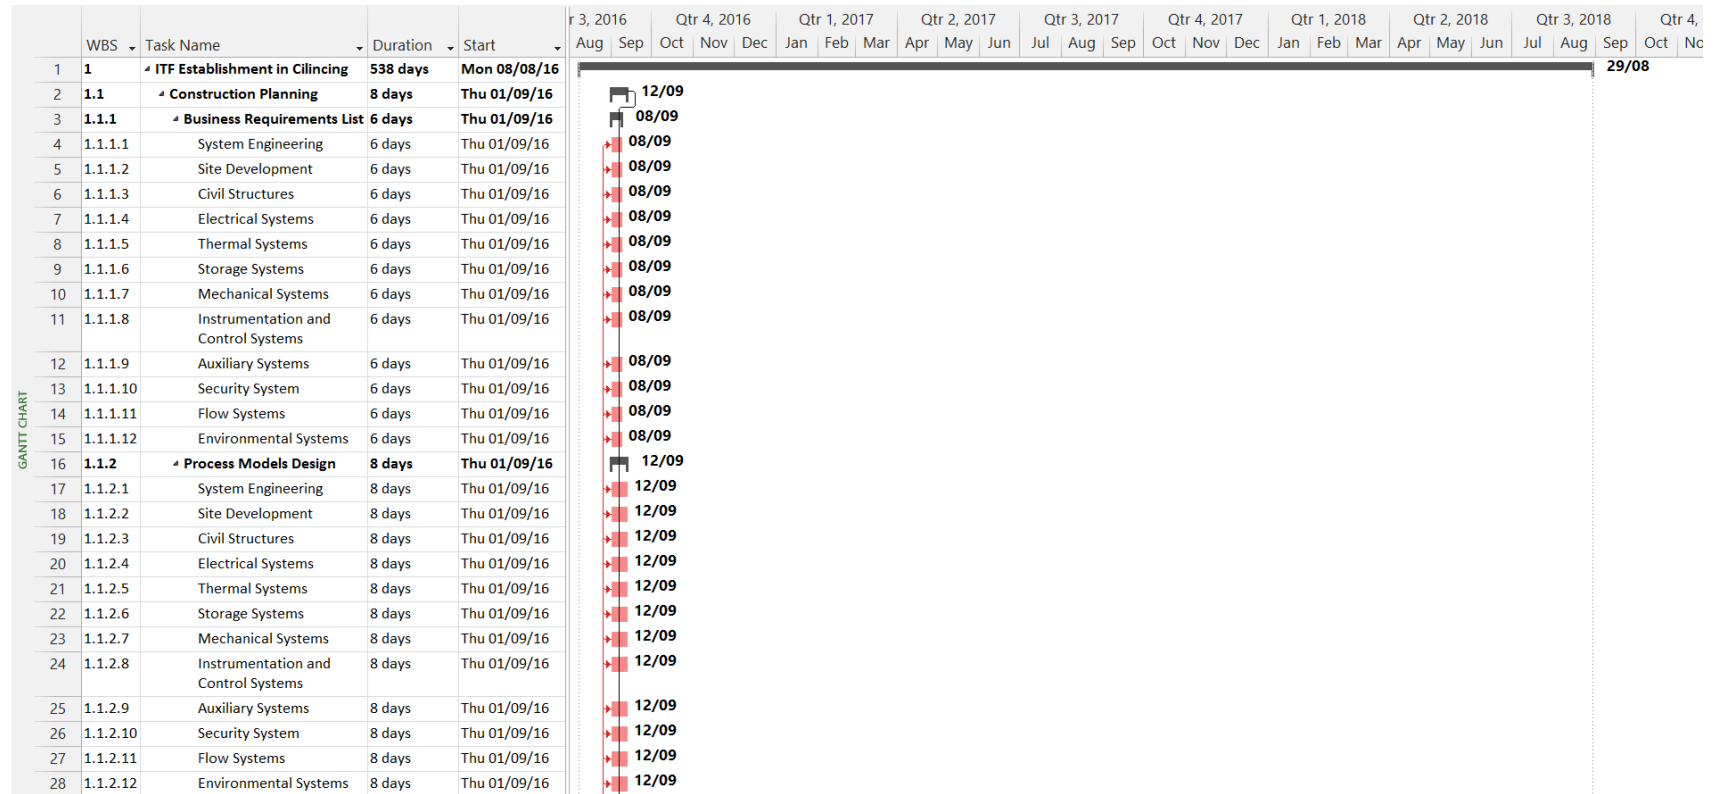 r 3, 2016 Qtr 4, 2016 Qtr 1, 2017 Qtr 2, 2017 Qtr 3, 2017 Qtr 4, 2017 Qtr 1, 2018 Qtr 2, 2018 Qtr 3, 2018 Qtr 4,
WBS Task Name Duration Start Aug Sep Oct Nov Dec Jan Feb Mar Apr May Jun Jul Aug Sep Oct Nov Dec Jan Feb Mar Apr May Jun Jul Aug Sep Oct No
1 1 ITF Establishment in Cilincing 538 days Mon 08/08/16 29/08
2 1.1 Construction Planning 8 days Thu 01/09/16 12/09
3 1.1.1 Business Requirements List 6 days Thu 01/09/16 08/09
4 1.1.1.1 System Engineering 6 days Thu 01/09/16 08/09
5 1.1.1.2 Site Development 6 days Thu 01/09/16 08/09
6 1.1.1.3 Civil Structures 6 days Thu 01/09/16 08/09
7 1.1.1.4 Electrical Systems 6 days Thu 01/09/16 08/09
8 1.1.1.5 Thermal Systems 6 days Thu 01/09/16 08/09
9 1.1.1.6 Storage Systems 6 days Thu 01/09/16 08/09
10 1.1.1.7 Mechanical Systems 6 days Thu 01/09/16 08/09
11 1.1.1.8 Instrumentation and 6 days Thu 01/09/16 08/09
Control Systems
12 1.1.1.9 Auxiliary Systems 6 days Thu 01/09/16 08/09
13 1.1.1.10 Security System 6 days Thu 01/09/16 08/09
14 1.1.1.11 Flow Systems 6 days Thu 01/09/16 08/09
15 1.1.1.12 Environmental Systems 6 days Thu 01/09/16 08/09
16 1.1.2 Process Models Design 8 days Thu 01/09/16 12/09
17 1.1.2.1 System Engineering 8 days Thu 01/09/16 12/09
18 1.1.2.2 Site Development 8 days Thu 01/09/16 12/09
19 1.1.2.3 Civil Structures 8 days Thu 01/09/16 12/09
20 1.1.2.4 Electrical Systems 8 days Thu 01/09/16 12/09
21 1.1.2.5 Thermal Systems 8 days Thu 01/09/16 12/09
22 1.1.2.6 Storage Systems 8 days Thu 01/09/16 12/09
23 1.1.2.7 Mechanical Systems 8 days Thu 01/09/16 12/09
24 1.1.2.8 Instrumentation and 8 days Thu 01/09/16 12/09
Control Systems
25 1.1.2.9 Auxiliary Systems 8 days Thu 01/09/16 12/09
26 1.1.2.10 Security System 8 days Thu 01/09/16 12/09
27 1.1.2.11 Flow Systems 8 days Thu 01/09/16 12/09
28 1.1.2.12 Environmental Systems 8 days Thu 01/09/16 12/09
GANTT CHART